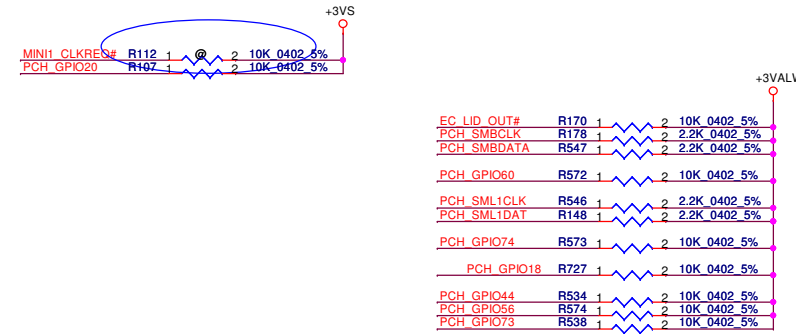 +3VS
MINI1_CLKREQ# R112 1 @ 2 10K_0402_5%
PCH_GPIO20 R107 1 2 10K_0402_5%
+3VALW
EC_LID_OUT# R170 1 2 10K_0402_5%
PCH_SMBCLK R178 1 2 2.2K_0402_5%
PCH_SMBDATA R547 1 2 2.2K_0402_5%
PCH_GPIO60 R572 1 2 10K_0402_5%
PCH_SML1CLK R546 1 2 2.2K_0402_5%
PCH_SML1DAT R148 1 2 2.2K_0402_5%
PCH_GPIO74 R573 1 2 10K_0402_5%
PCH_GPIO18 R727 1 2 10K_0402_5%
PCH_GPIO44 R534 1 2 10K_0402_5%
PCH_GPIO56 R574 1 2 10K_0402_5%
PCH_GPIO73 R538 1 2 10K_0402_5%